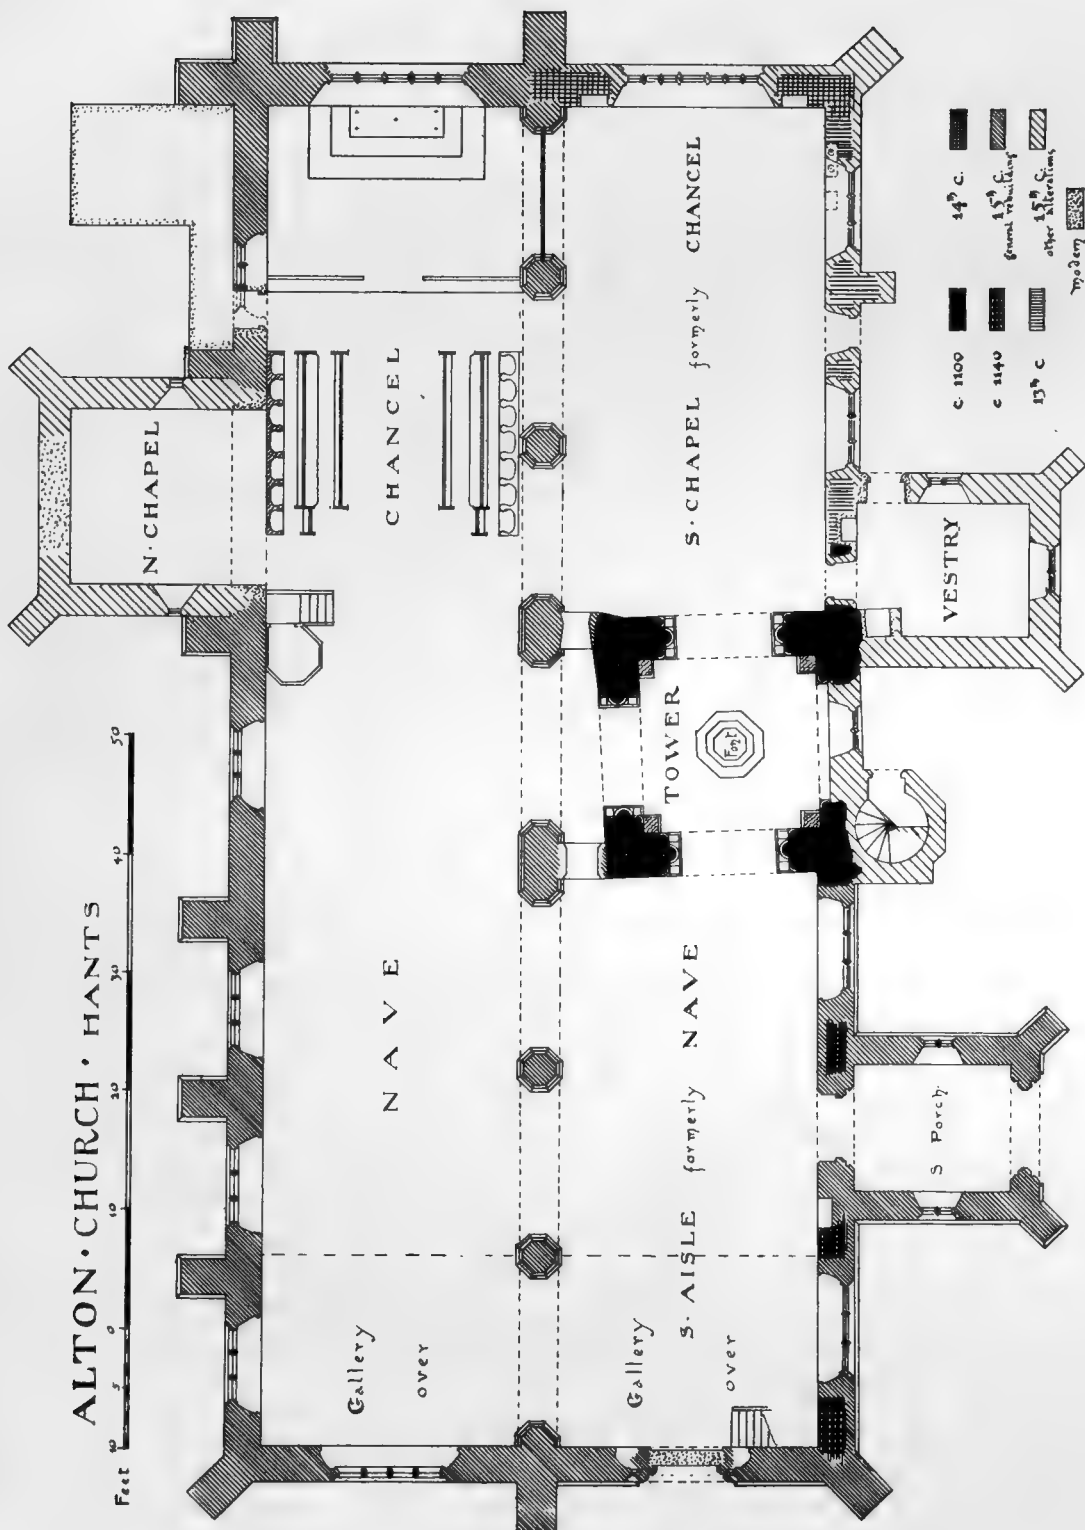 ALTON · CHURCH · HANTS
Feet 10 5 0 10 20 30 40 50
N · CHAPEL
CHANCEL
NAVE
Gallery
over
S · CHAPEL formerly CHANCEL
TOWER
Font
S · AISLE formerly NAVE
Gallery
over
VESTRY
S Porch
c 1100
c 1140
13th c
14th C.
15th C.
general rebuilding
15th C.
other alterations
modern